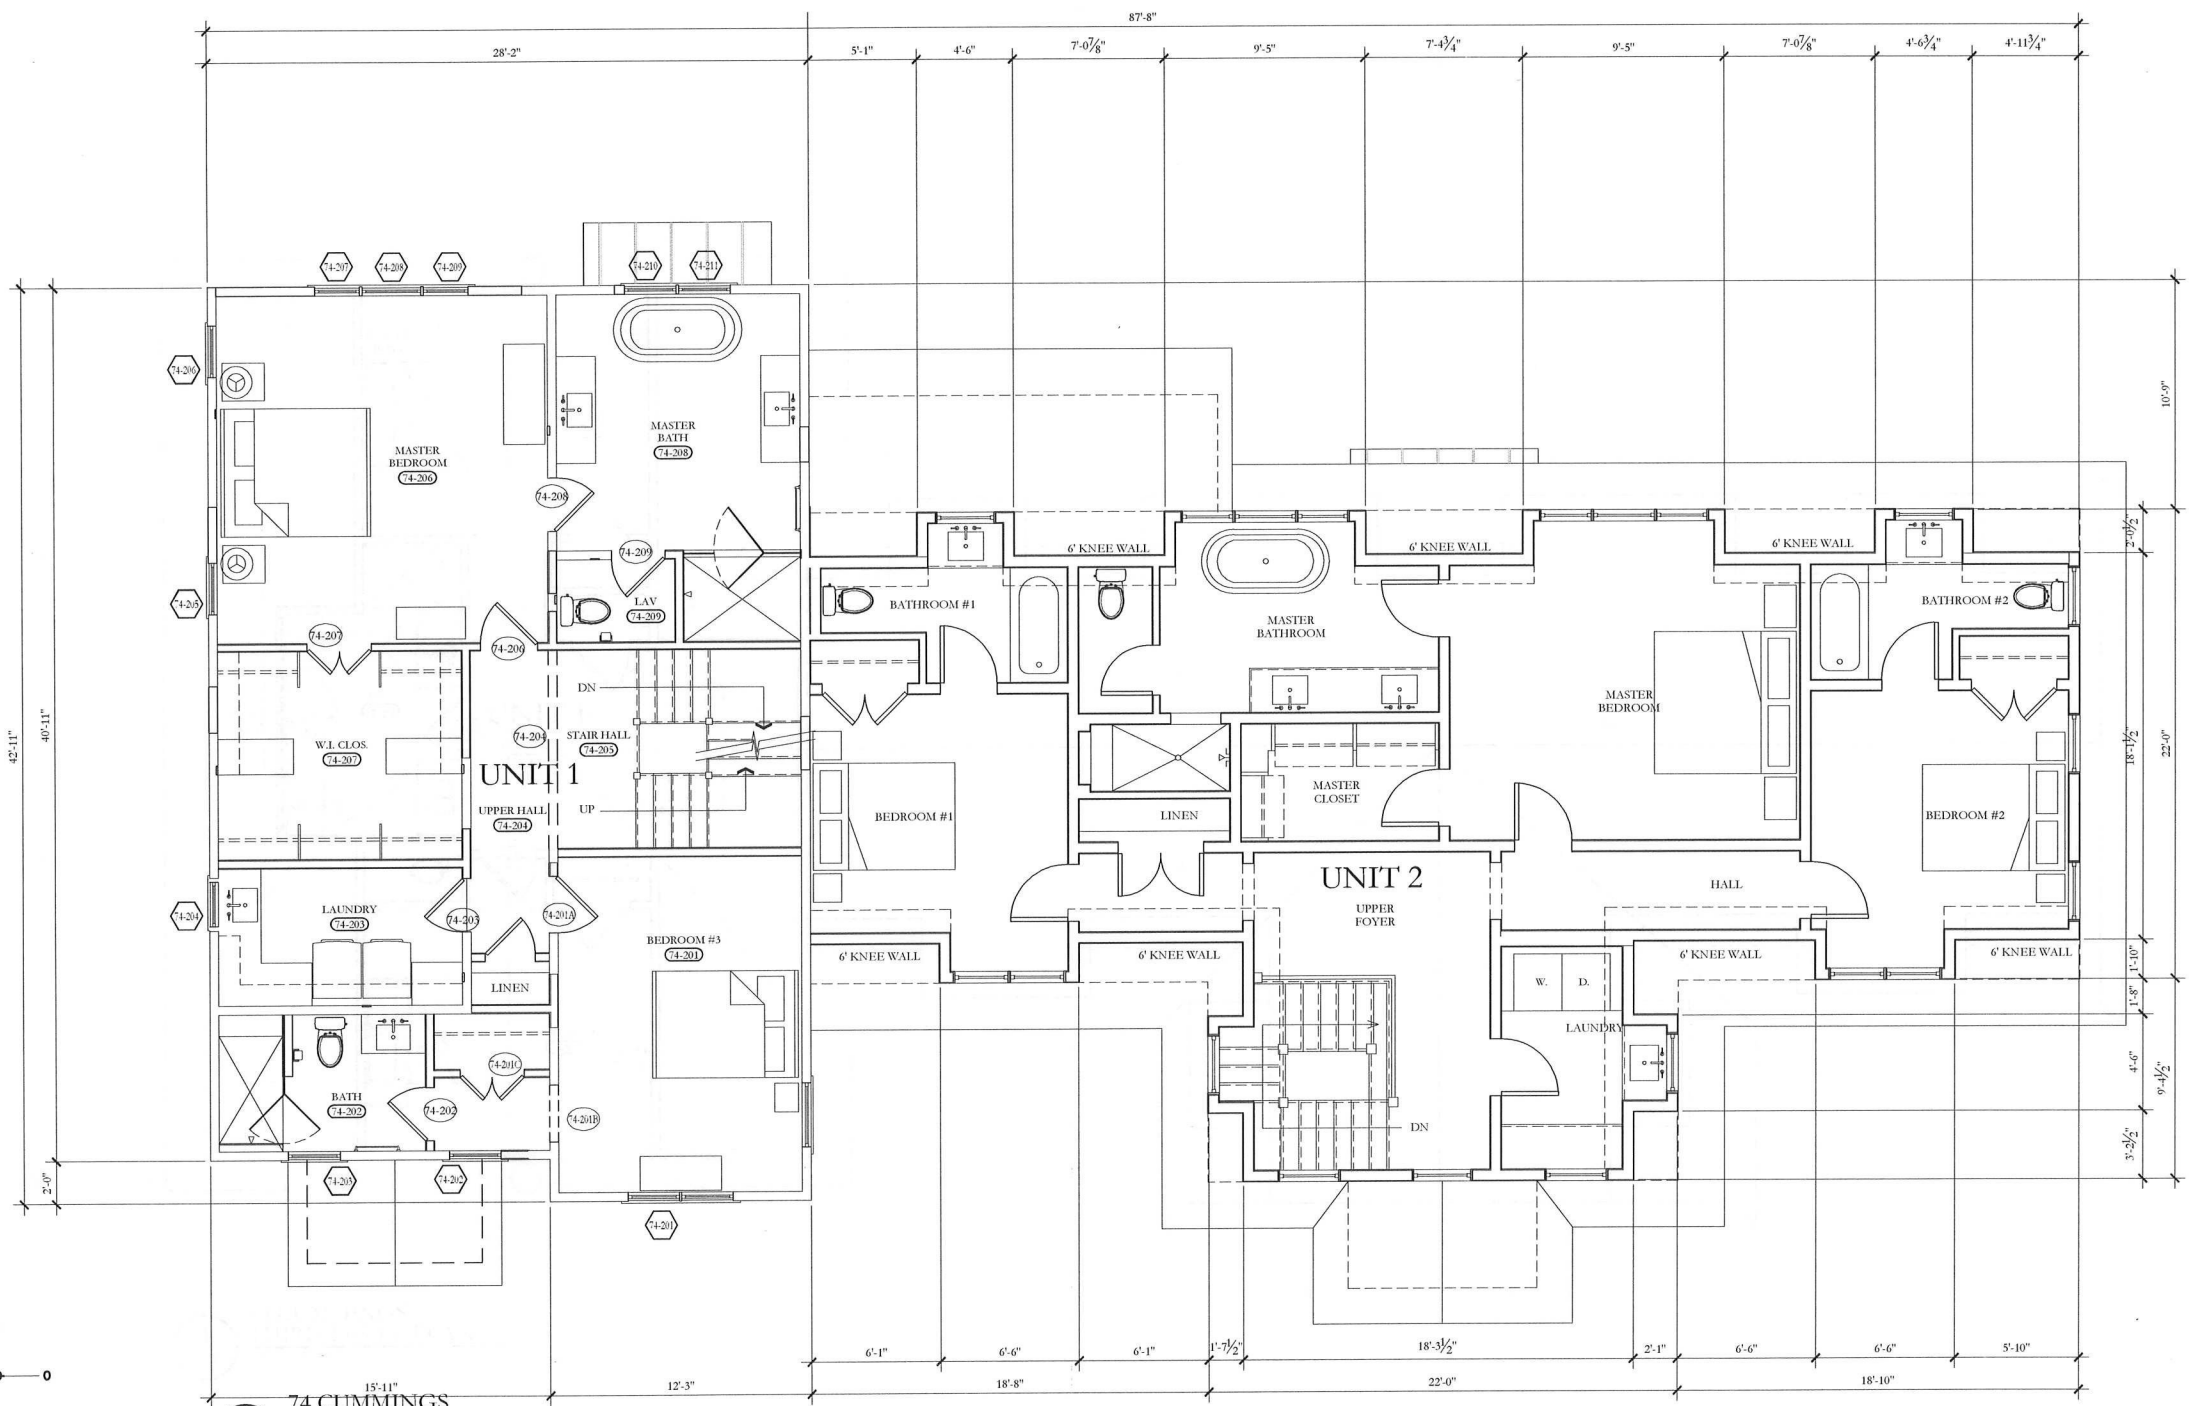 87'-8"
28'-2"
5'-1"
4'-6"
7'-0⅞"
9'-5"
7'-4¾"
9'-5"
7'-0⅞"
4'-6¾"
4'-11¾"
74-207
74-208
74-209
74-210
74-211
74-206
MASTER
BEDROOM
74-206
MASTER
BATH
74-208
74-208
10'-9"
6' KNEE WALL
6' KNEE WALL
6' KNEE WALL
2'-0½"
74-209
LAV
74-209
74-205
74-207
74-206
BATHROOM #1
MASTER
BATHROOM
BATHROOM #2
DN
STAIR HALL
74-205
74-204
UP
W.I. CLOS.
74-207
UNIT 1
UPPER HALL
74-204
MASTER
BEDROOM
42'-11"
40'-11"
18'-1½"
22'-0"
MASTER
CLOSET
LINEN
BEDROOM #1
BEDROOM #2
UNIT 2
UPPER
FOYER
HALL
74-204
LAUNDRY
74-203
74-203
74-201A
BEDROOM #3
74-201
6' KNEE WALL
6' KNEE WALL
6' KNEE WALL
6' KNEE WALL
1'-10"
LINEN
W.
D.
1'-8"
LAUNDRY
74-201C
BATH
74-202
74-202
74-201B
DN
4'-6"
9'-4½"
3'-2½"
2'-0"
74-203
74-202
74-201
6'-1"
6'-6"
6'-1"
1'-7½"
18'-3½"
2'-1"
6'-6"
6'-6"
5'-10"
0
15'-11"
12'-3"
18'-8"
22'-0"
18'-10"
74 CUMMINGS